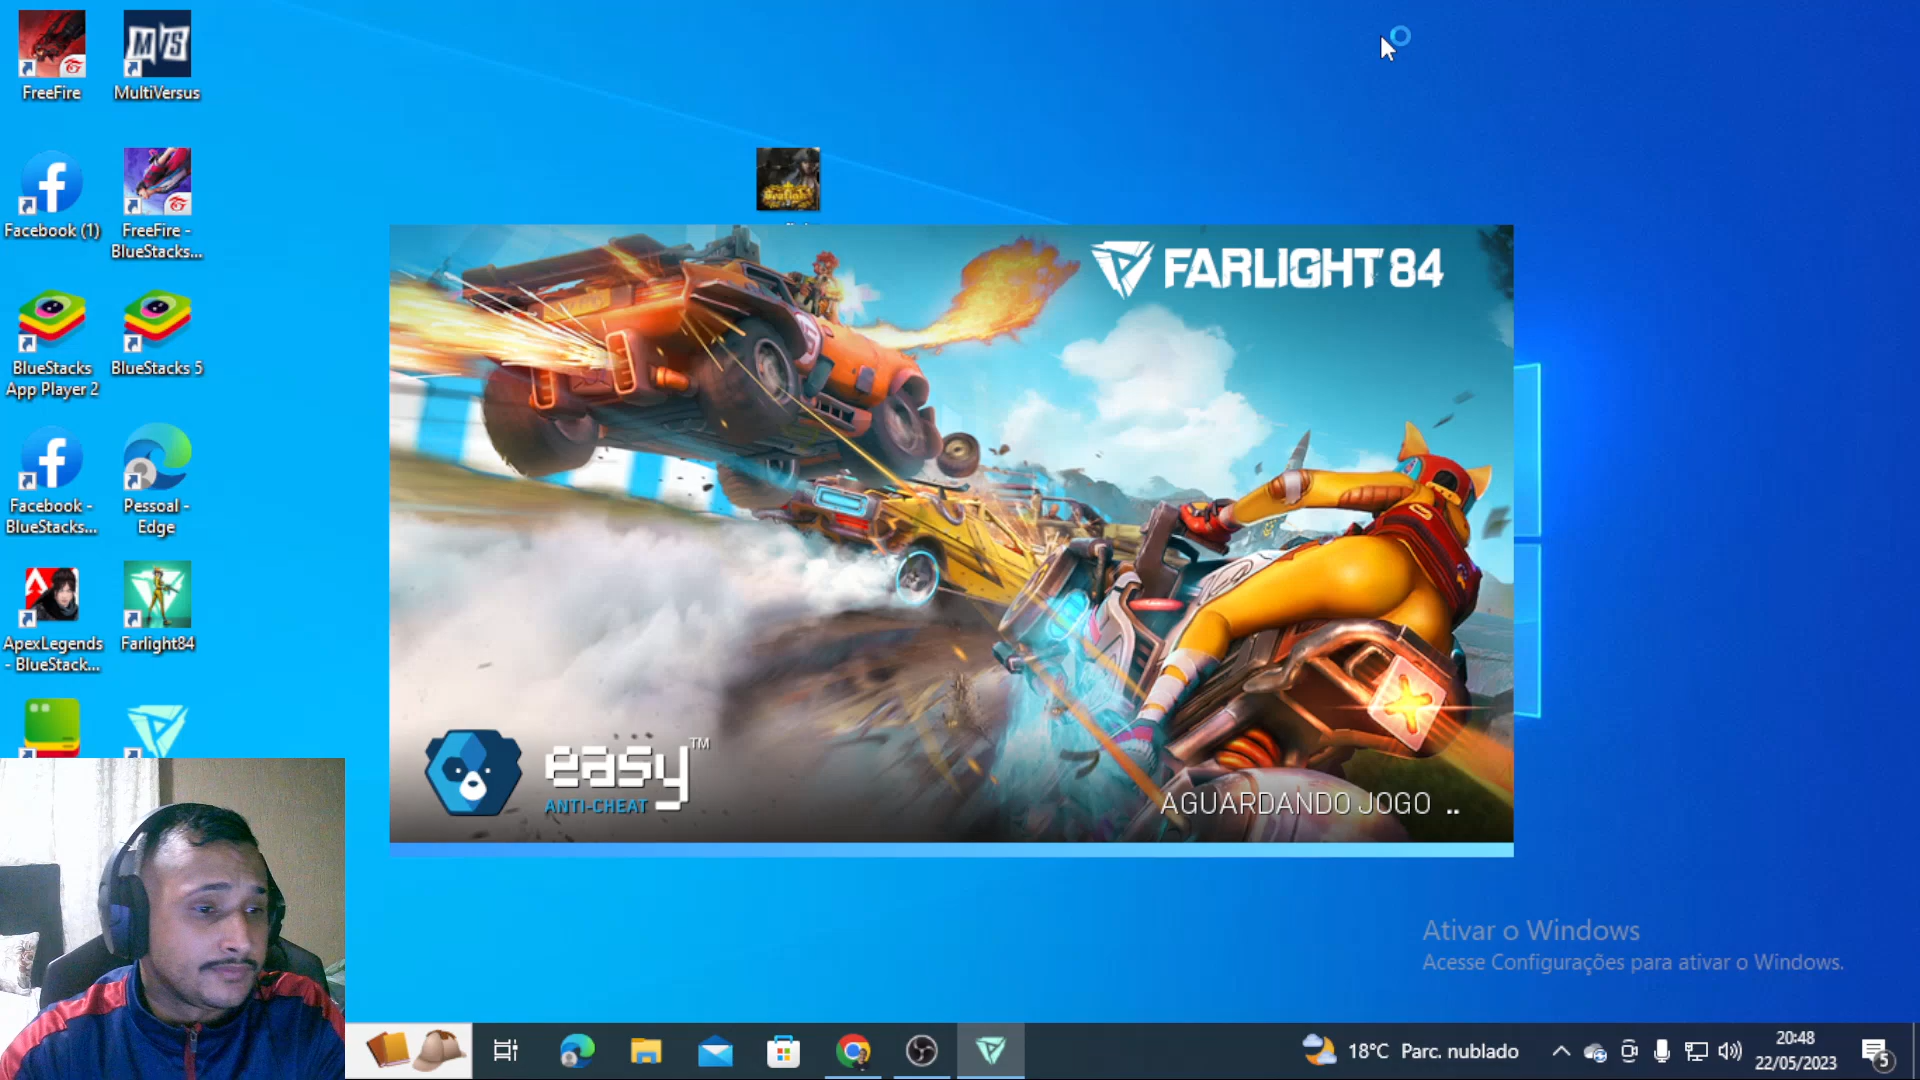 FreeFire
MultiVersus
Facebook (1)
FreeFire -
BlueStacks...
BlueStacks
App Player 2
BlueStacks 5
Facebook -
BlueStacks...
Pessoal -
Edge
ApexLegends
- BlueStack...
Farlight84
FARLIGHT 84
easy™
ANTI-CHEAT
AGUARDANDO JOGO ..
Ativar o Windows
Acesse Configurações para ativar o Windows.
18°C Parc. nublado
20:48
22/05/2023
5